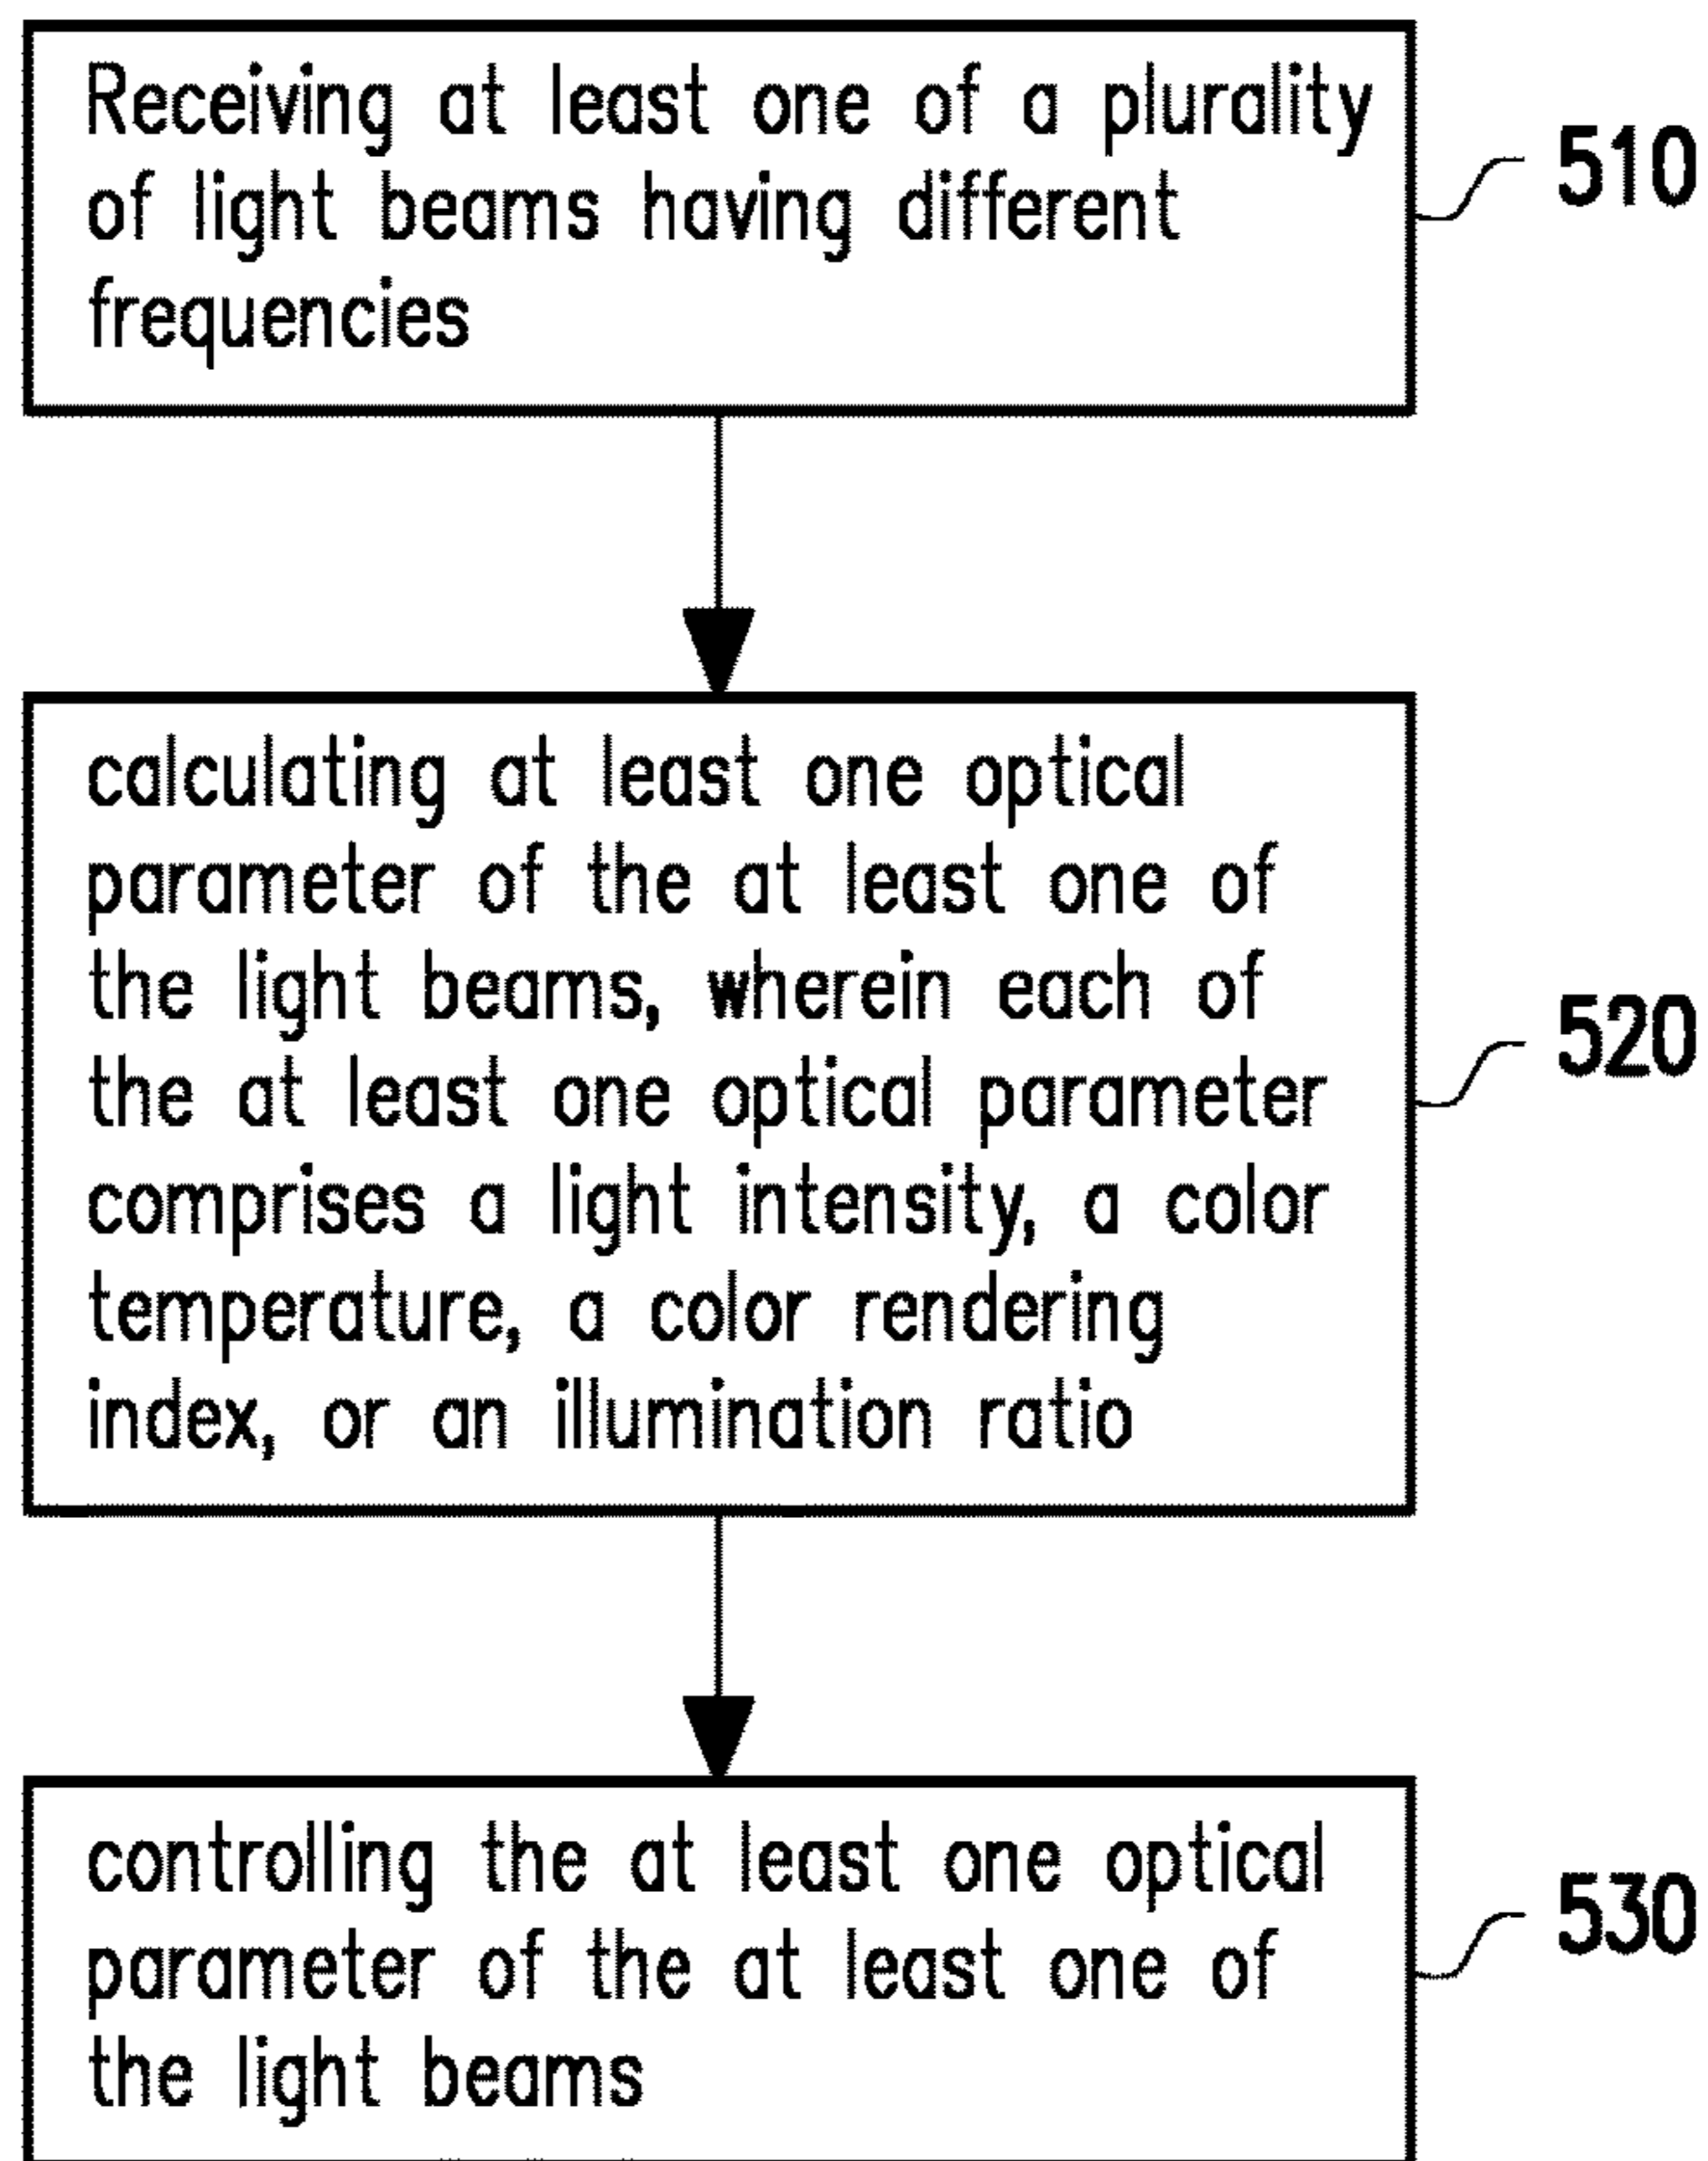 Receiving at least one of a plurality
of light beams having different
frequencies
510
calculating at least one optical
parameter of the at least one of
the light beams, wherein each of
the at least one optical parameter
comprises a light intensity, a color
temperature, a color rendering
index, or an illumination ratio
520
controlling the at least one optical
parameter of the at least one of
the light beams
530